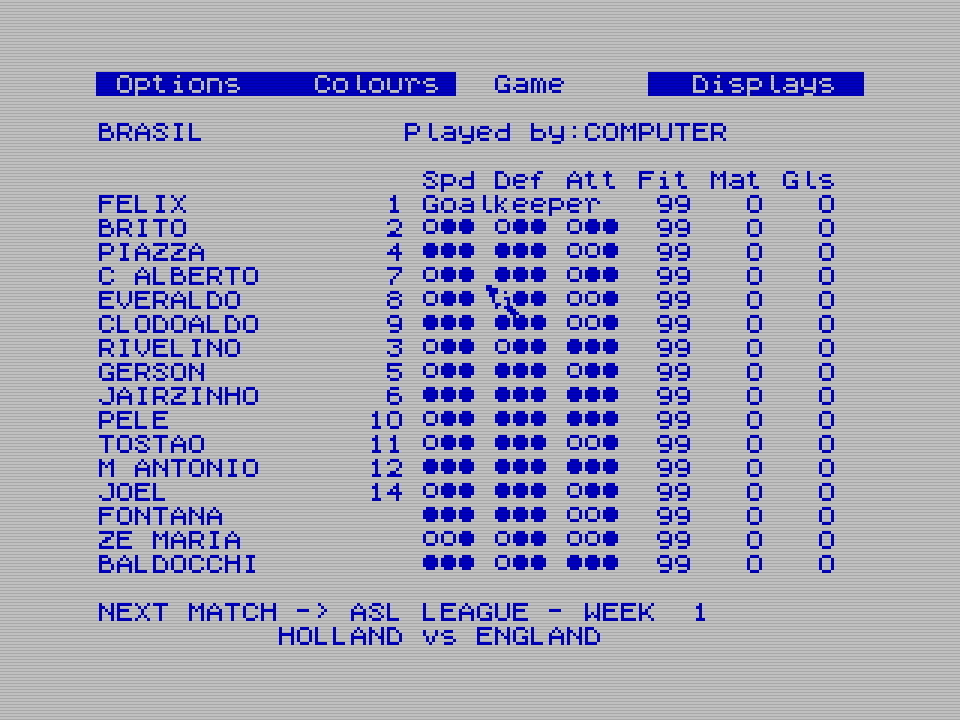 Options Colours Game Displays
BRASIL Played by:COMPUTER
Spd Def Att Fit Mat Gls
FELIX 1 Goalkeeper 99 0 0
BRITO 2 ○●● ○●● ○●● 99 0 0
PIAZZA 4 ●●● ●●● ○○● 99 0 0
C ALBERTO 7 ○●● ●●● ○●● 99 0 0
EVERALDO 8 ○●● ●● ○○● 99 0 0
CLODOALDO 9 ●●● ●●● ○○● 99 0 0
RIVELINO 3 ○●● ○●● ●●● 99 0 0
GERSON 5 ●●● ●●● ○○● 99 0 0
JAIRZINHO 6 ●●● ●●● ●●● 99 0 0
PELE 10 ○●● ●●● ●●● 99 0 0
TOSTAO 11 ○●● ●●● ○○● 99 0 0
M ANTONIO 12 ●●● ●●● ●●● 99 0 0
JOEL 14 ○●● ●●● ○●● 99 0 0
FONTANA ●●● ●●● ○○● 99 0 0
ZE MARIA ○○● ○●● ○○● 99 0 0
BALDOCCHI ●●● ○●● ●●● 99 0 0
NEXT MATCH -> ASL LEAGUE - WEEK 1
HOLLAND vs ENGLAND